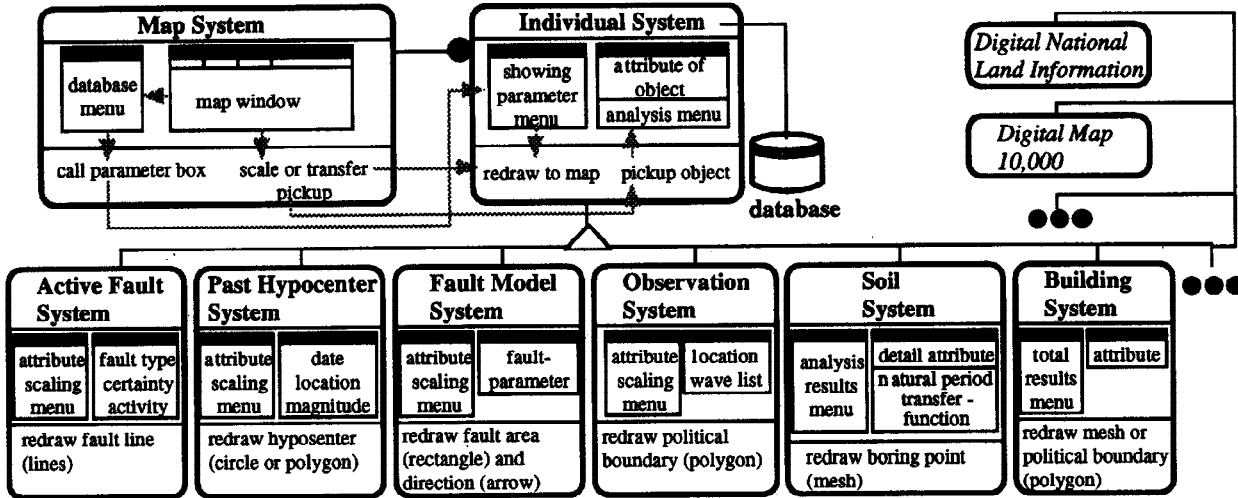 Map System
database
menu
map window
call parameter box
scale or transfer
pickup
Individual System
showing
parameter
menu
attribute of
object
analysis menu
redraw to map
pickup object
database
Digital National
Land Information
Digital Map
10,000
Active Fault
System
attribute
scaling
menu
fault type
certainty
activity
redraw fault line
(lines)
Past Hypocenter
System
attribute
scaling
menu
date
location
magnitude
redraw hyposenter
(circle or polygon)
Fault Model
System
attribute
scaling
menu
fault-
parameter
redraw fault area
(rectangle) and
direction (arrow)
Observation
System
attribute
scaling
menu
location
wave list
redraw political
boundary (polygon)
Soil
System
analysis
results
menu
detail attribute
natural period
transfer -
function
redraw boring point
(mesh)
Building
System
total
results
menu
attribute
redraw mesh or
political boundary
(polygon)